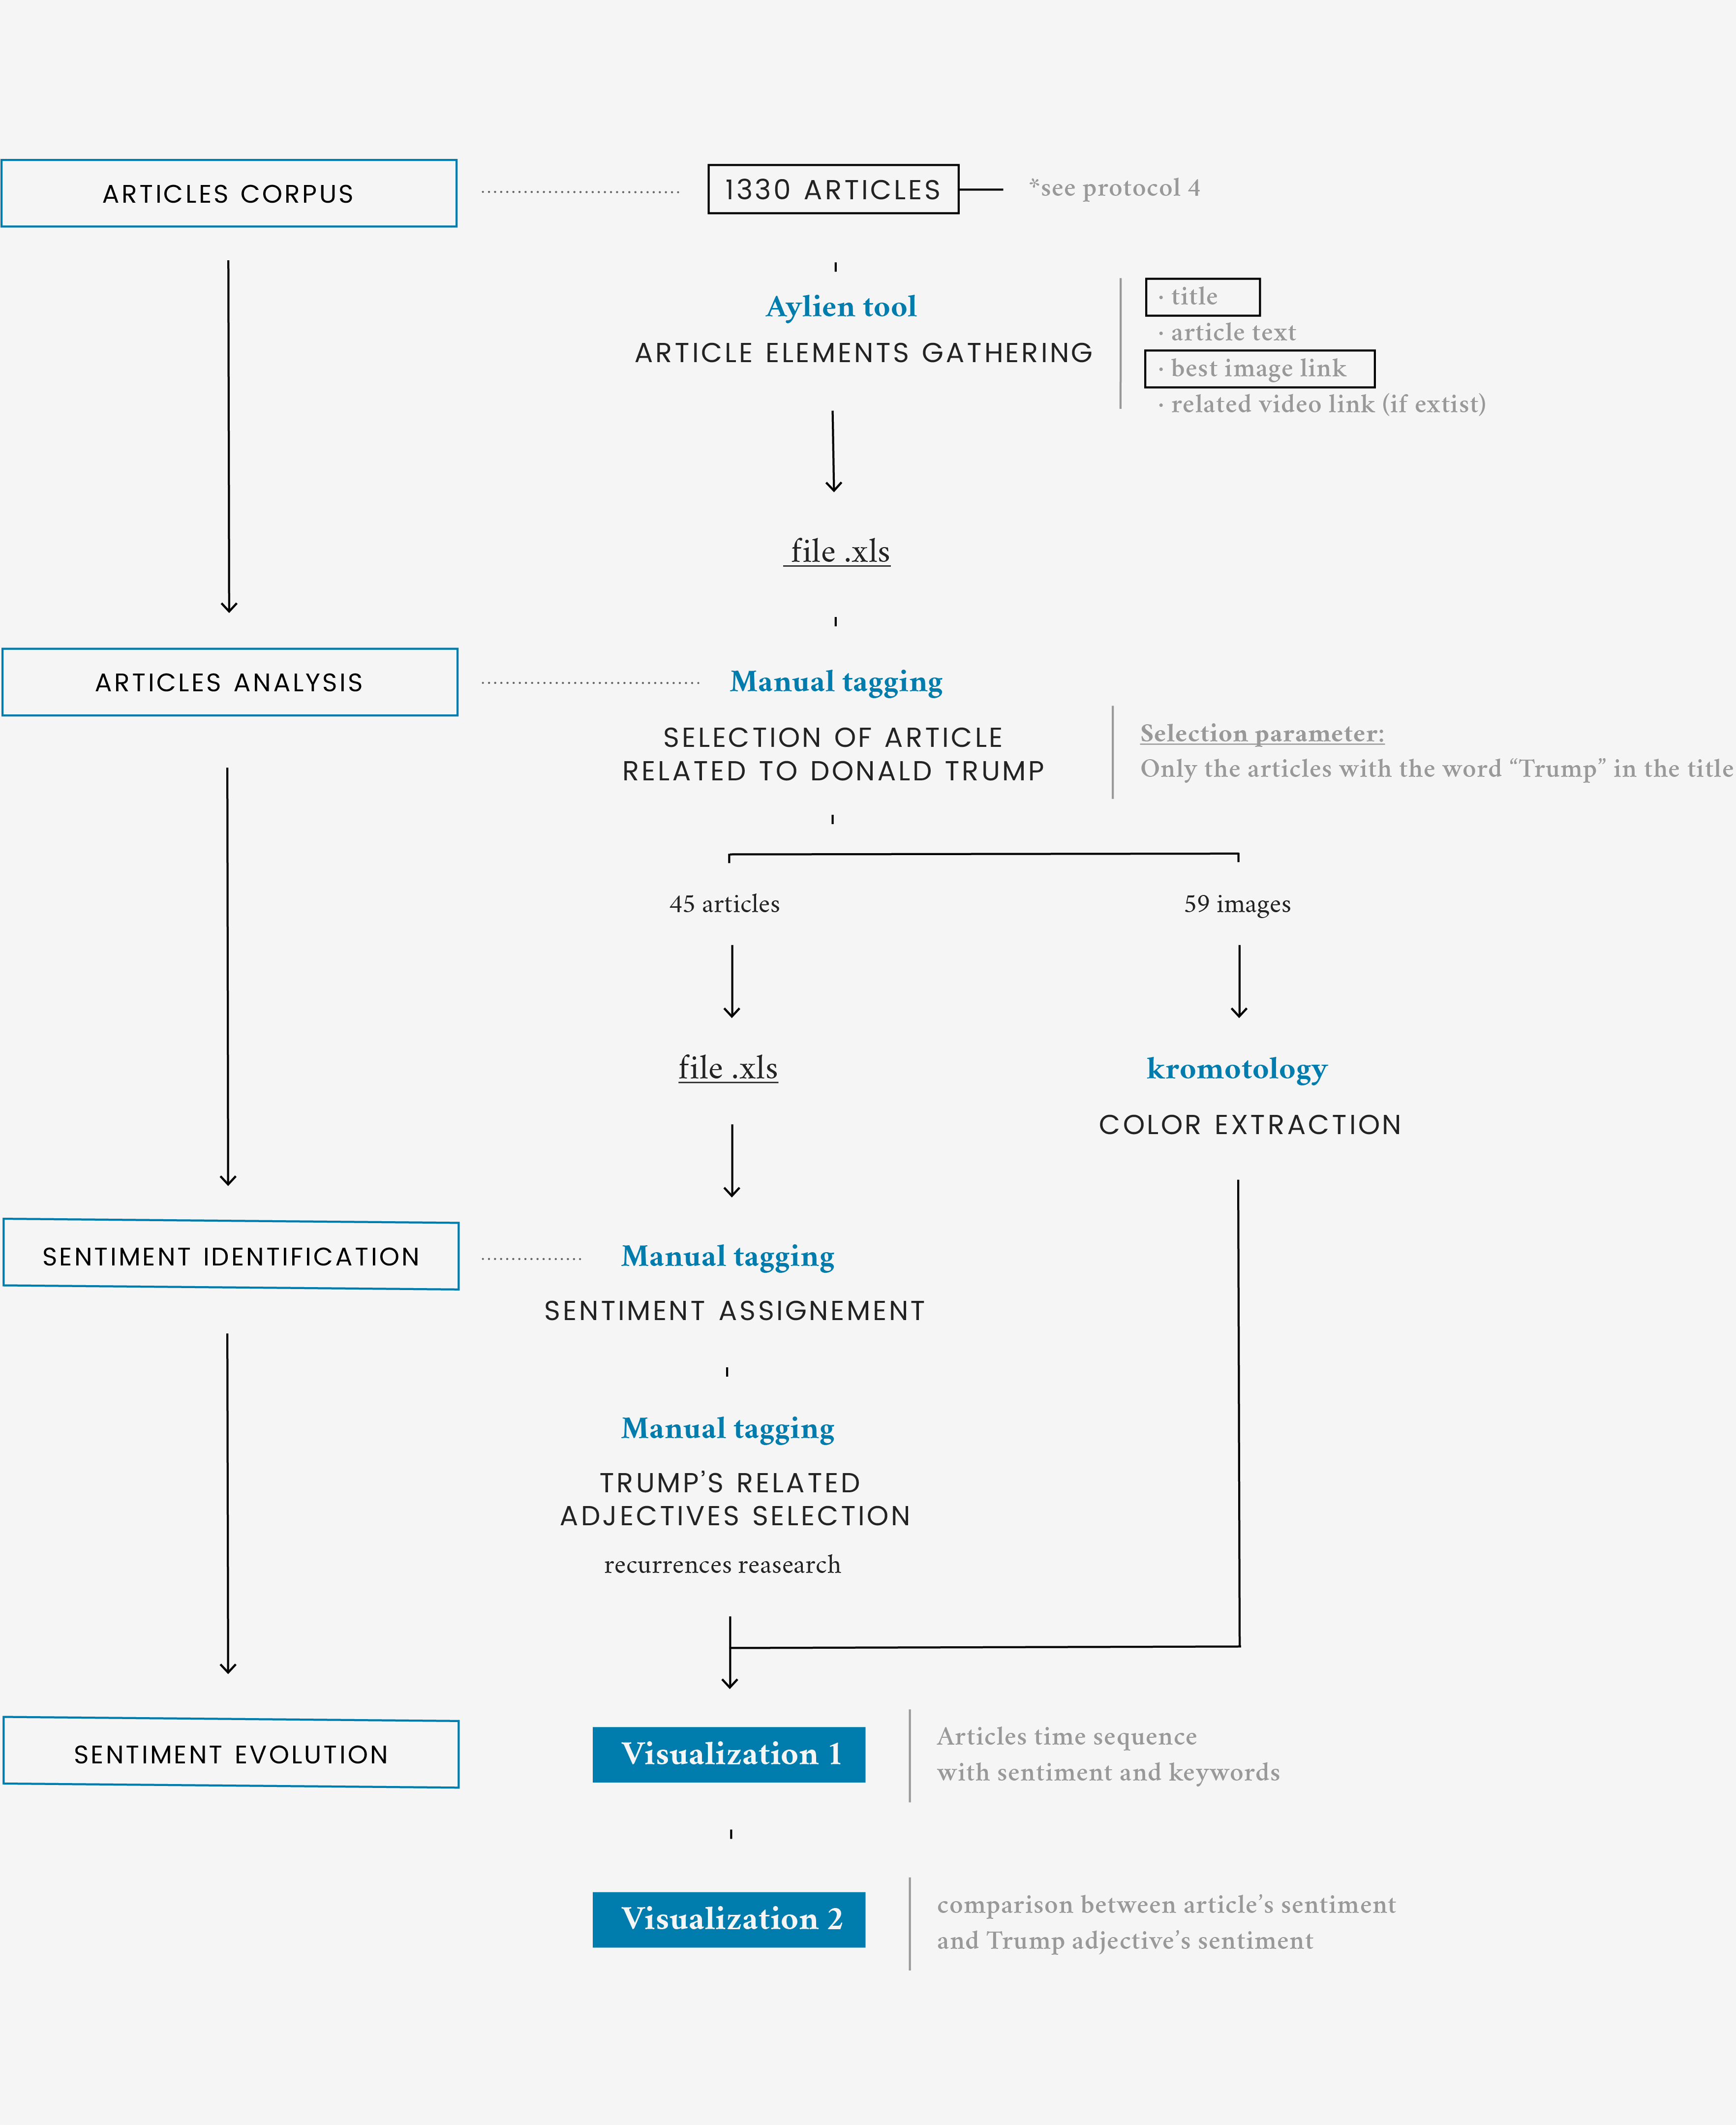 ARTICLES CORPUS
1330 ARTICLES
*see protocol 4
Aylien tool
ARTICLE ELEMENTS GATHERING
· title
· article text
· best image link
· related video link (if extist)
file .xls
ARTICLES ANALYSIS
Manual tagging
SELECTION OF ARTICLE
RELATED TO DONALD TRUMP
Selection parameter:
Only the articles with the word “Trump” in the title
45 articles
59 images
file .xls
kromotology
COLOR EXTRACTION
SENTIMENT IDENTIFICATION
Manual tagging
SENTIMENT ASSIGNEMENT
Manual tagging
TRUMP’S RELATED
ADJECTIVES SELECTION
recurrences reasearch
SENTIMENT EVOLUTION
Visualization 1
Articles time sequence
with sentiment and keywords
Visualization 2
comparison between article’s sentiment
and Trump adjective’s sentiment